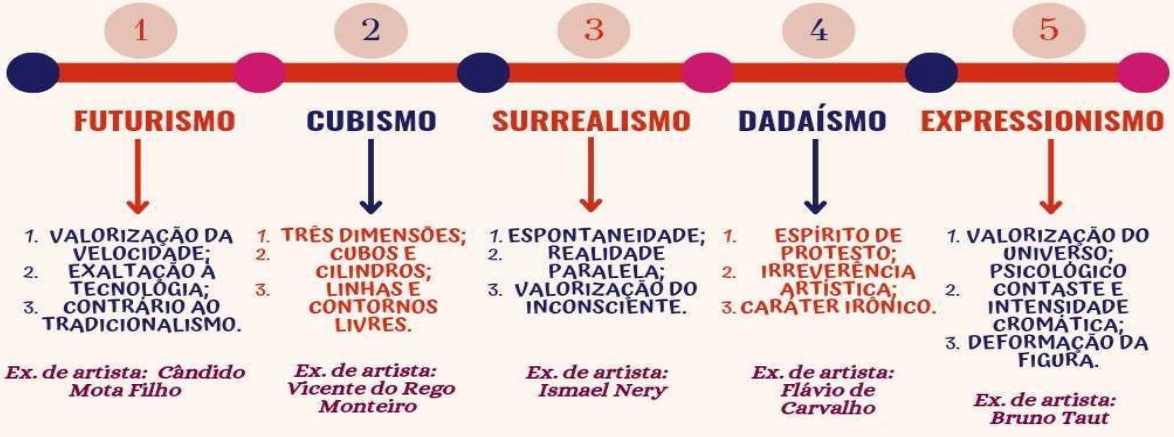 1
2
3
4
5
FUTURISMO
CUBISMO
SURREALISMO
DADAÍSMO
EXPRESSIONISMO
1. VALORIZAÇÃO DA
VELOCIDADE;
2. EXALTAÇÃO À
TECNOLÓGIA;
3. CONTRÁRIO AO
TRADICIONALISMO.
Ex. de artista: Cândido
Mota Filho
1. TRÊS DIMENSÕES;
2. CUBOS E
CILINDROS;
3. LINHAS E
CONTORNOS
LIVRES.
Ex. de artista:
Vicente do Rego
Monteiro
1. ESPONTANEIDADE;
2. REALIDADE
PARALELA;
3. VALORIZAÇÃO DO
INCONSCIENTE.
Ex. de artista:
Ismael Nery
1. ESPÍRITO DE
PROTESTO;
2. IRREVERÊNCIA
ARTÍSTICA;
3. CARÁTER IRÔNICO.
Ex. de artista:
Flávio de
Carvalho
1. VALORIZAÇÃO DO
UNIVERSO;
PSICOLÓGICO
2. CONTASTE E
INTENSIDADE
CROMÁTICA;
3. DEFORMAÇÃO DA
FIGURA.
Ex. de artista:
Bruno Taut